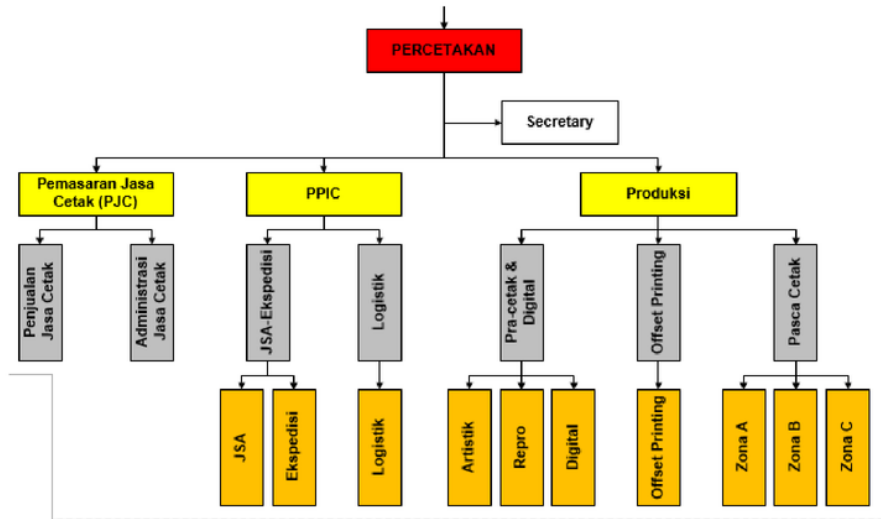 PERCETAKAN
Secretary
Pemasaran Jasa
Cetak (PJC)
PPIC
Produksi
Penjualan
Jasa Cetak
Administrasi
Jasa Cetak
JSA-Ekspedisi
Logistik
Pra-cetak &
Digital
Offset Printing
Pasca Cetak
JSA
Ekspedisi
Logistik
Artistik
Repro
Digital
Offset Printing
Zona A
Zona B
Zona C